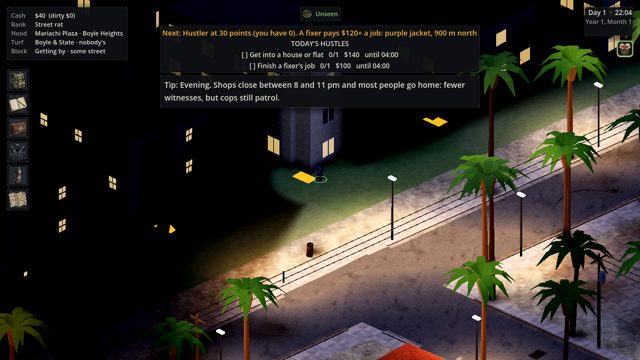 Cash $40 (dirty $0)
Rank Street rat
Hood Mariachi Plaza · Boyle Heights
Turf Boyle & State · nobody's
Block Getting by · some street
Unseen
Next: Hustler at 30 points (you have 0). A fixer pays $120+ a job: purple jacket, 900 m north
TODAY'S HUSTLES
[ ] Get into a house or flat 0/1 $140 until 04:00
[ ] Finish a fixer's job 0/1 $100 until 04:00
Tip: Evening. Shops close between 8 and 11 pm and most people go home: fewer
witnesses, but cops still patrol.
Day 1 · 22:04
Year 1, Month 1